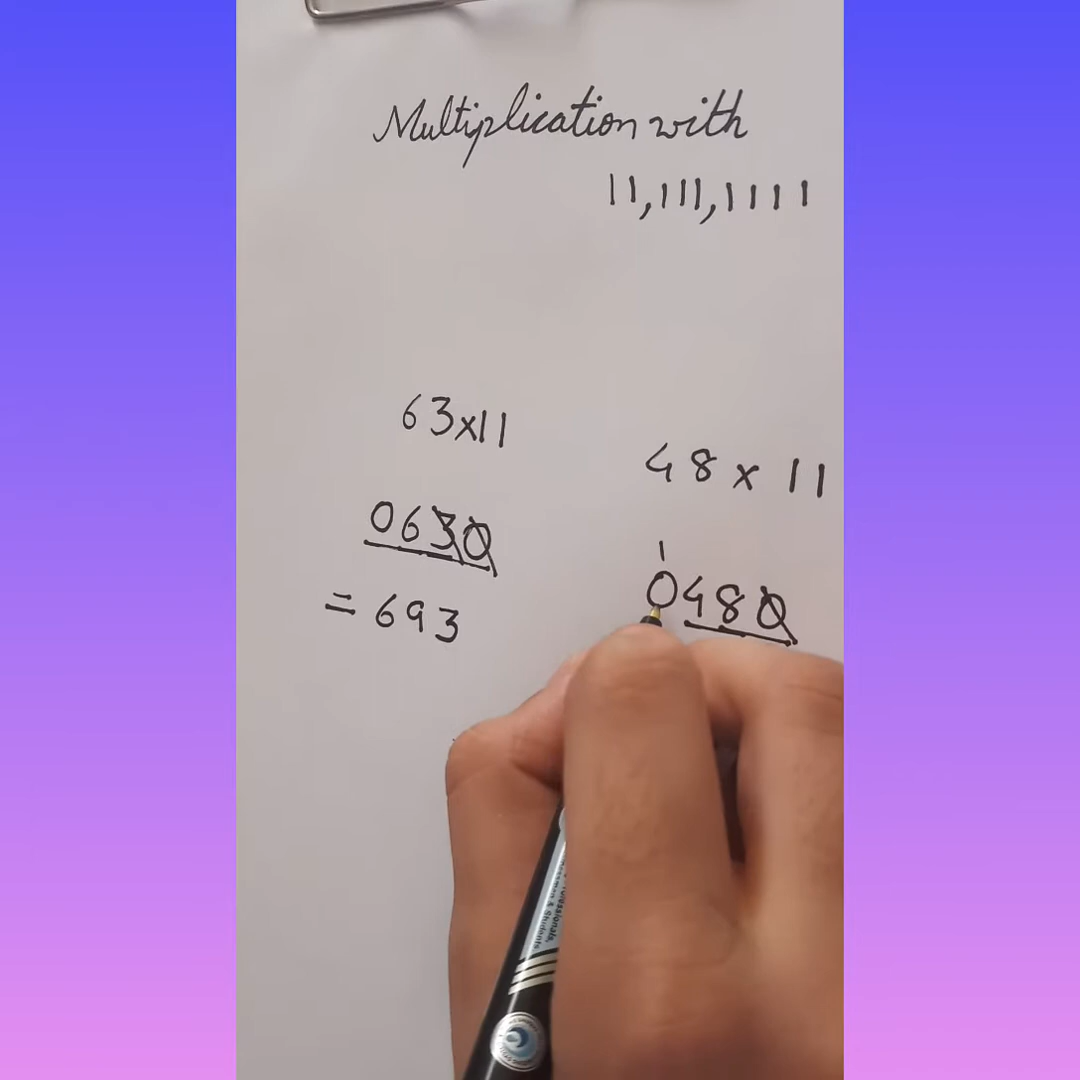 Multiplication with
11,111,1111
63x11
0630
= 693
48 x 11
1
0480